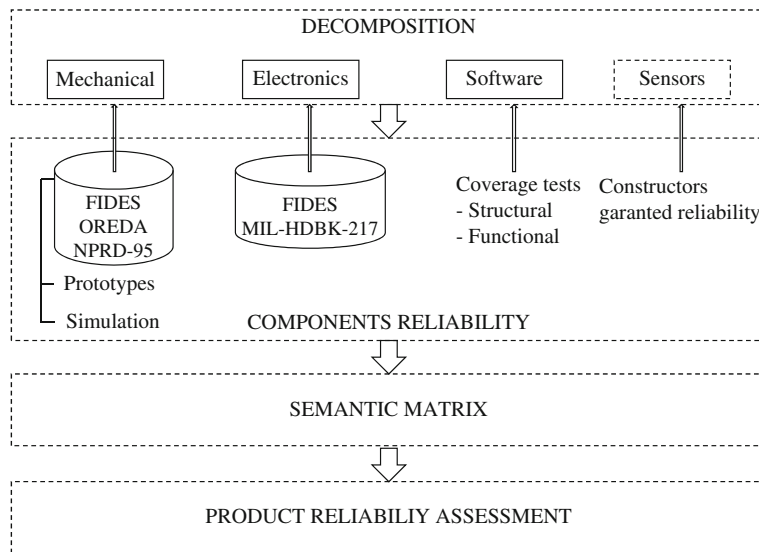 DECOMPOSITION
Mechanical
Electronics
Software
Sensors
FIDES
OREDA
NPRD-95
Prototypes
Simulation
FIDES
MIL-HDBK-217
Coverage tests
- Structural
- Functional
Constructors
garanted reliability
COMPONENTS RELIABILITY
SEMANTIC MATRIX
PRODUCT RELIABILIY ASSESSMENT